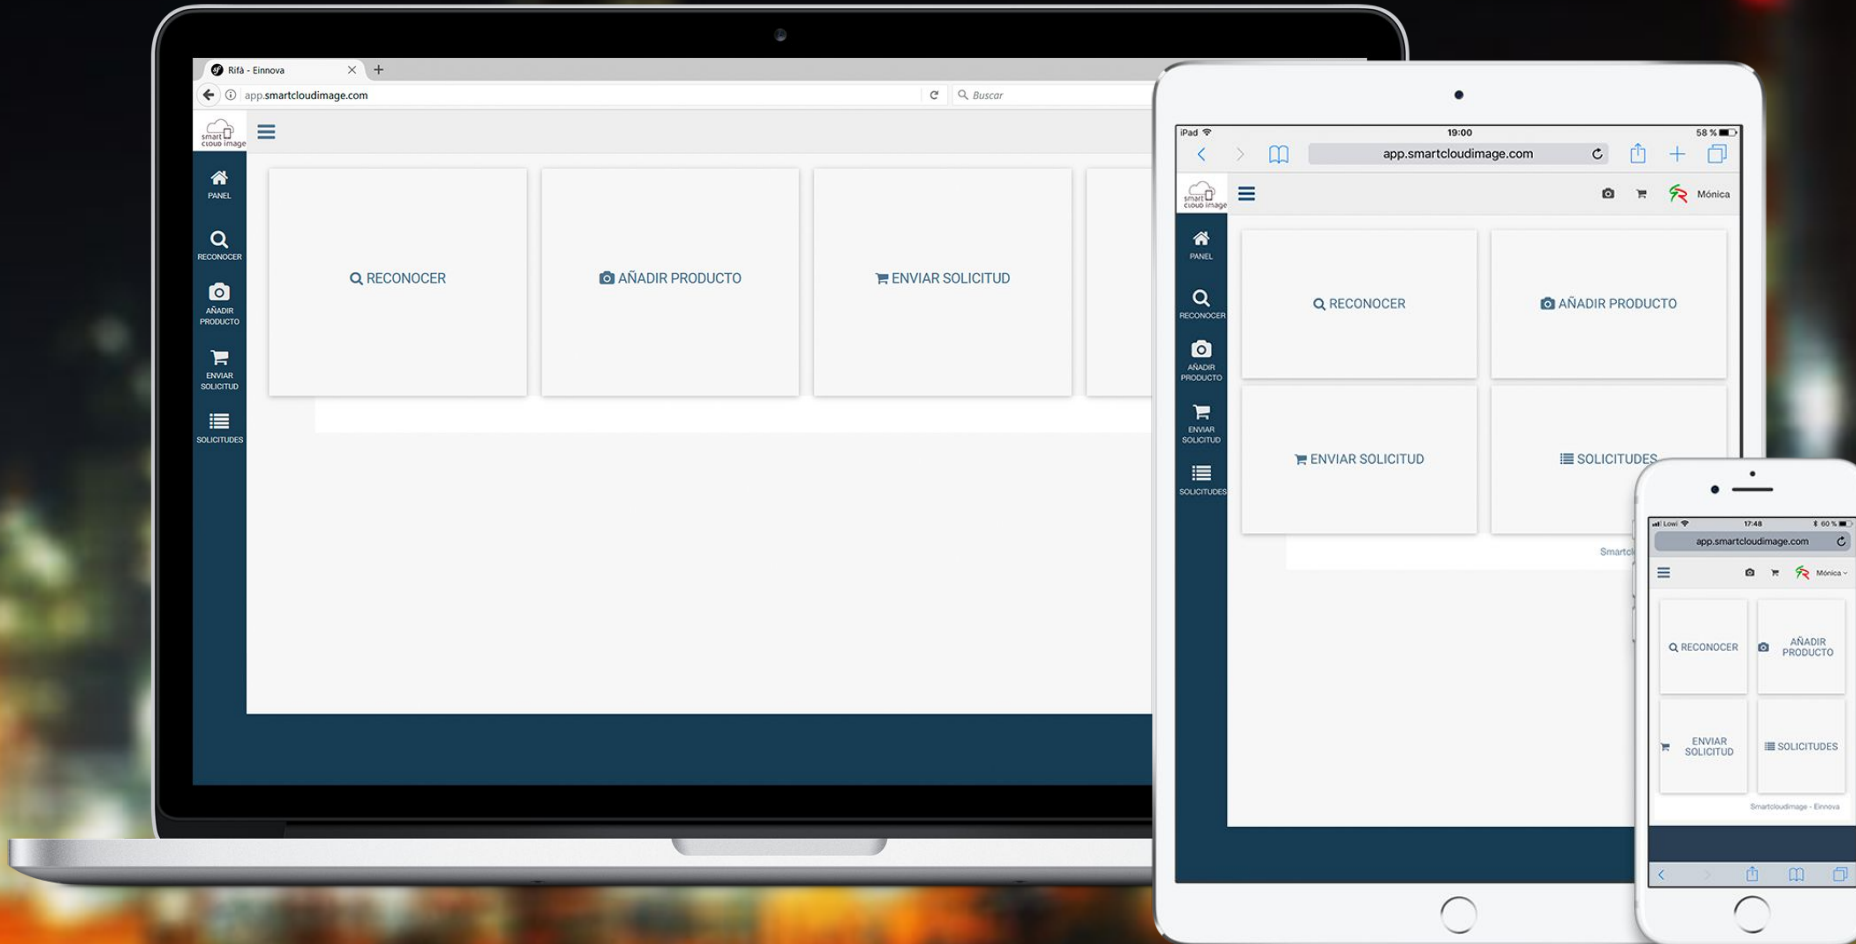 Rifà - Einnova
app.smartcloudimage.com
Buscar
smart
cloud image
PANEL
RECONOCER
AÑADIR
PRODUCTO
ENVIAR
SOLICITUD
SOLICITUDES
RECONOCER
AÑADIR PRODUCTO
ENVIAR SOLICITUD
iPad
19:00
58 %
app.smartcloudimage.com
smart
cloud image
Mónica
PANEL
RECONOCER
AÑADIR
PRODUCTO
ENVIAR
SOLICITUD
SOLICITUDES
RECONOCER
AÑADIR PRODUCTO
ENVIAR SOLICITUD
SOLICITUDES
Smartcl
Lowi
17:48
60 %
app.smartcloudimage.com
Mónica
RECONOCER
AÑADIR
PRODUCTO
ENVIAR
SOLICITUD
SOLICITUDES
Smartcloudimage - Einnova